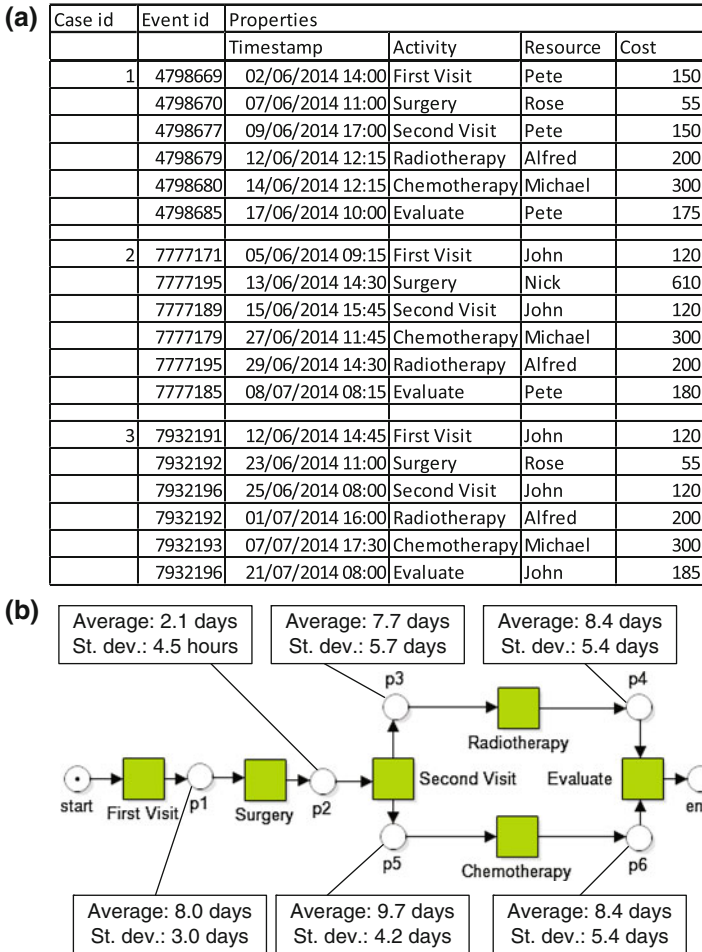 (a)
Case id Event id Properties
Timestamp Activity Resource Cost
1 4798669 02/06/2014 14:00 First Visit Pete 150
4798670 07/06/2014 11:00 Surgery Rose 55
4798677 09/06/2014 17:00 Second Visit Pete 150
4798679 12/06/2014 12:15 Radiotherapy Alfred 200
4798680 14/06/2014 12:15 Chemotherapy Michael 300
4798685 17/06/2014 10:00 Evaluate Pete 175
2 7777171 05/06/2014 09:15 First Visit John 120
7777195 13/06/2014 14:30 Surgery Nick 610
7777189 15/06/2014 15:45 Second Visit John 120
7777179 27/06/2014 11:45 Chemotherapy Michael 300
7777195 29/06/2014 14:30 Radiotherapy Alfred 200
7777185 08/07/2014 08:15 Evaluate Pete 180
3 7932191 12/06/2014 14:45 First Visit John 120
7932192 23/06/2014 11:00 Surgery Rose 55
7932196 25/06/2014 08:00 Second Visit John 120
7932192 01/07/2014 16:00 Radiotherapy Alfred 200
7932193 07/07/2014 17:30 Chemotherapy Michael 300
7932196 21/07/2014 08:00 Evaluate John 185
(b)
Average: 2.1 days
St. dev.: 4.5 hours
Average: 7.7 days
St. dev.: 5.7 days
Average: 8.4 days
St. dev.: 5.4 days
p3
p4
Radiotherapy
start
First Visit
p1
Surgery
p2
Second Visit
Evaluate
en
p5
Chemotherapy
p6
Average: 8.0 days
St. dev.: 3.0 days
Average: 9.7 days
St. dev.: 4.2 days
Average: 8.4 days
St. dev.: 5.4 days